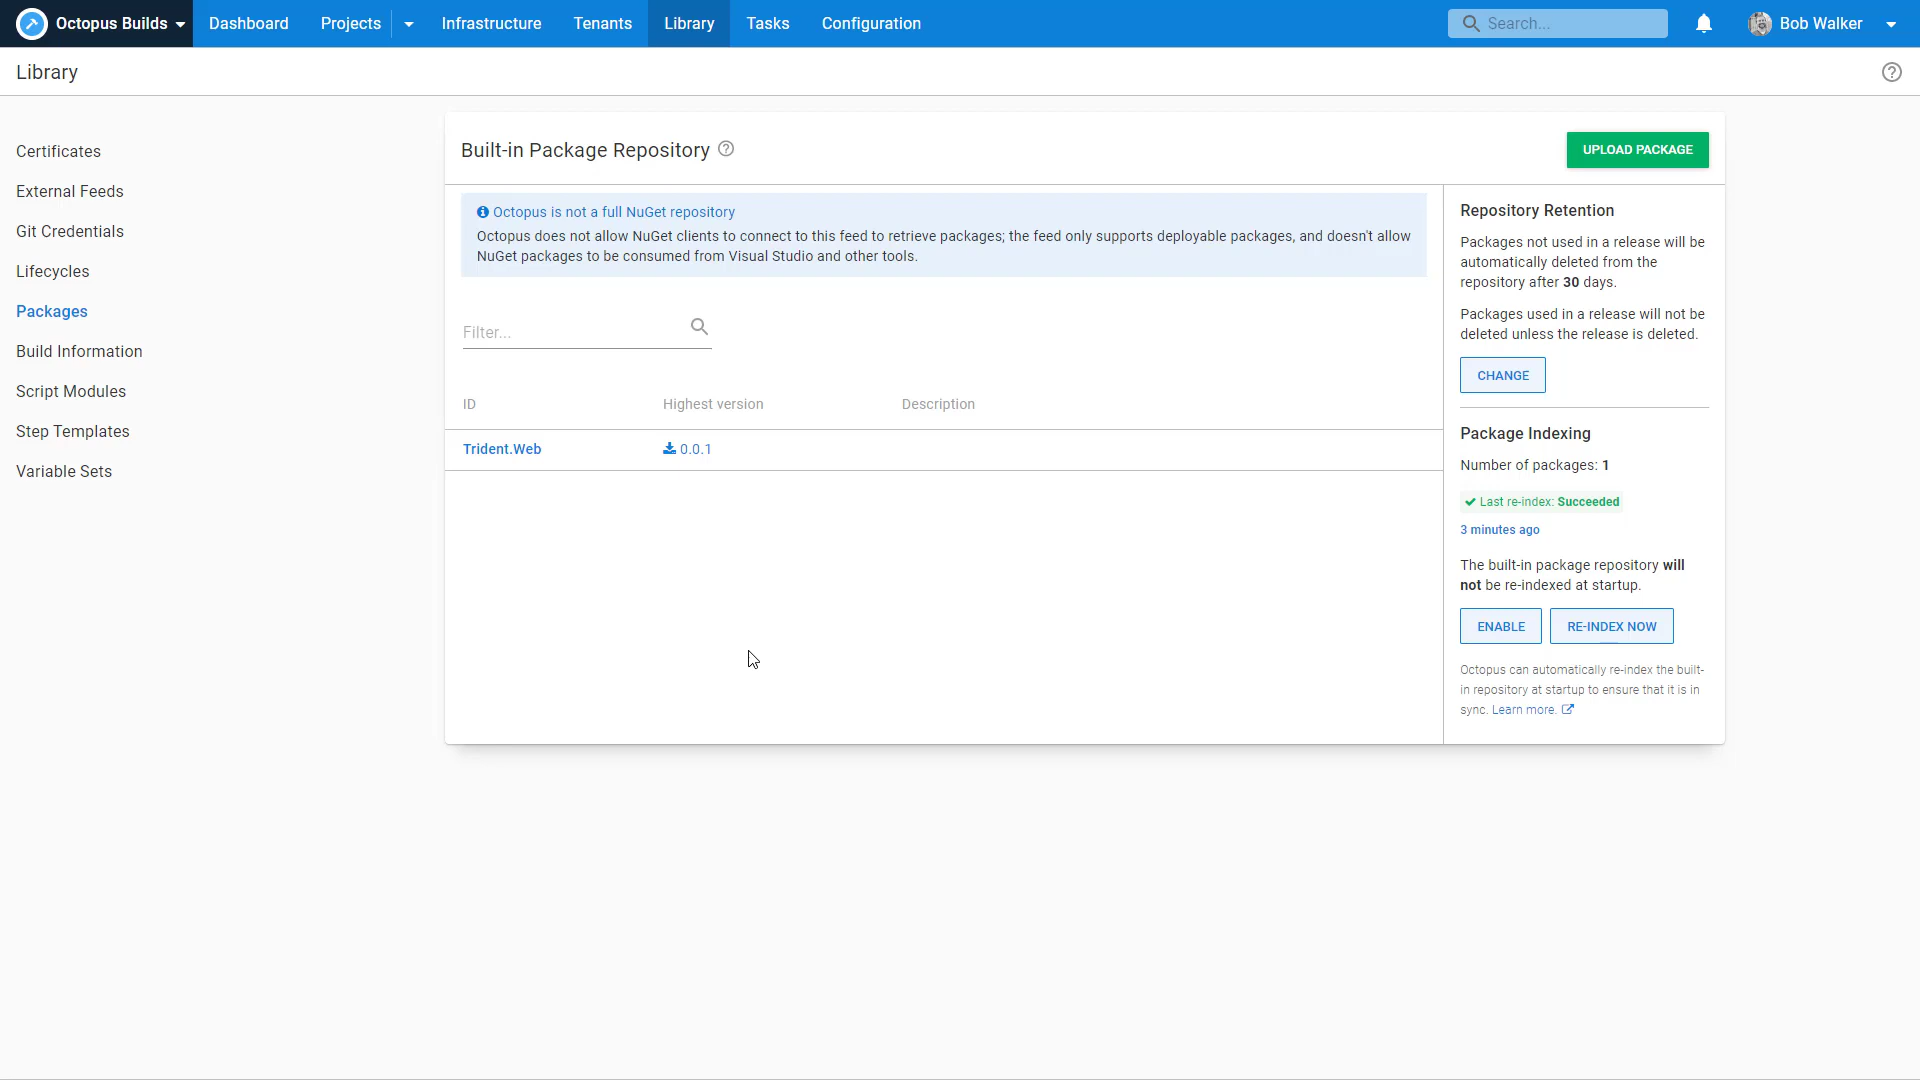 Octopus Builds
Dashboard
Projects
Infrastructure
Tenants
Library
Tasks
Configuration
Search...
Bob Walker
Library
Certificates
External Feeds
Git Credentials
Lifecycles
Packages
Build Information
Script Modules
Step Templates
Variable Sets
Built-in Package Repository
UPLOAD PACKAGE
Octopus is not a full NuGet repository
Octopus does not allow NuGet clients to connect to this feed to retrieve packages; the feed only supports deployable packages, and doesn't allow
NuGet packages to be consumed from Visual Studio and other tools.
Filter...
ID
Highest version
Description
Trident.Web
0.0.1
Repository Retention
Packages not used in a release will be
automatically deleted from the
repository after 30 days.
Packages used in a release will not be
deleted unless the release is deleted.
CHANGE
Package Indexing
Number of packages: 1
Last re-index: Succeeded
3 minutes ago
The built-in package repository will
not be re-indexed at startup.
ENABLE
RE-INDEX NOW
Octopus can automatically re-index the built-
in repository at startup to ensure that it is in
sync. Learn more.